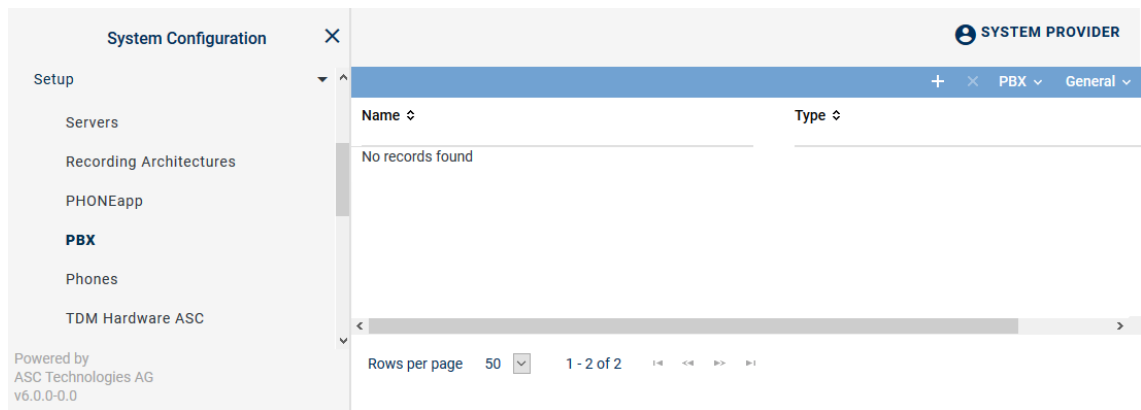 System Configuration
SYSTEM PROVIDER
Setup
PBX General
Servers
Name Type
Recording Architectures
No records found
PHONEapp
PBX
Phones
TDM Hardware ASC
Powered by
ASC Technologies AG
v6.0.0-0.0
Rows per page 50 1 - 2 of 2